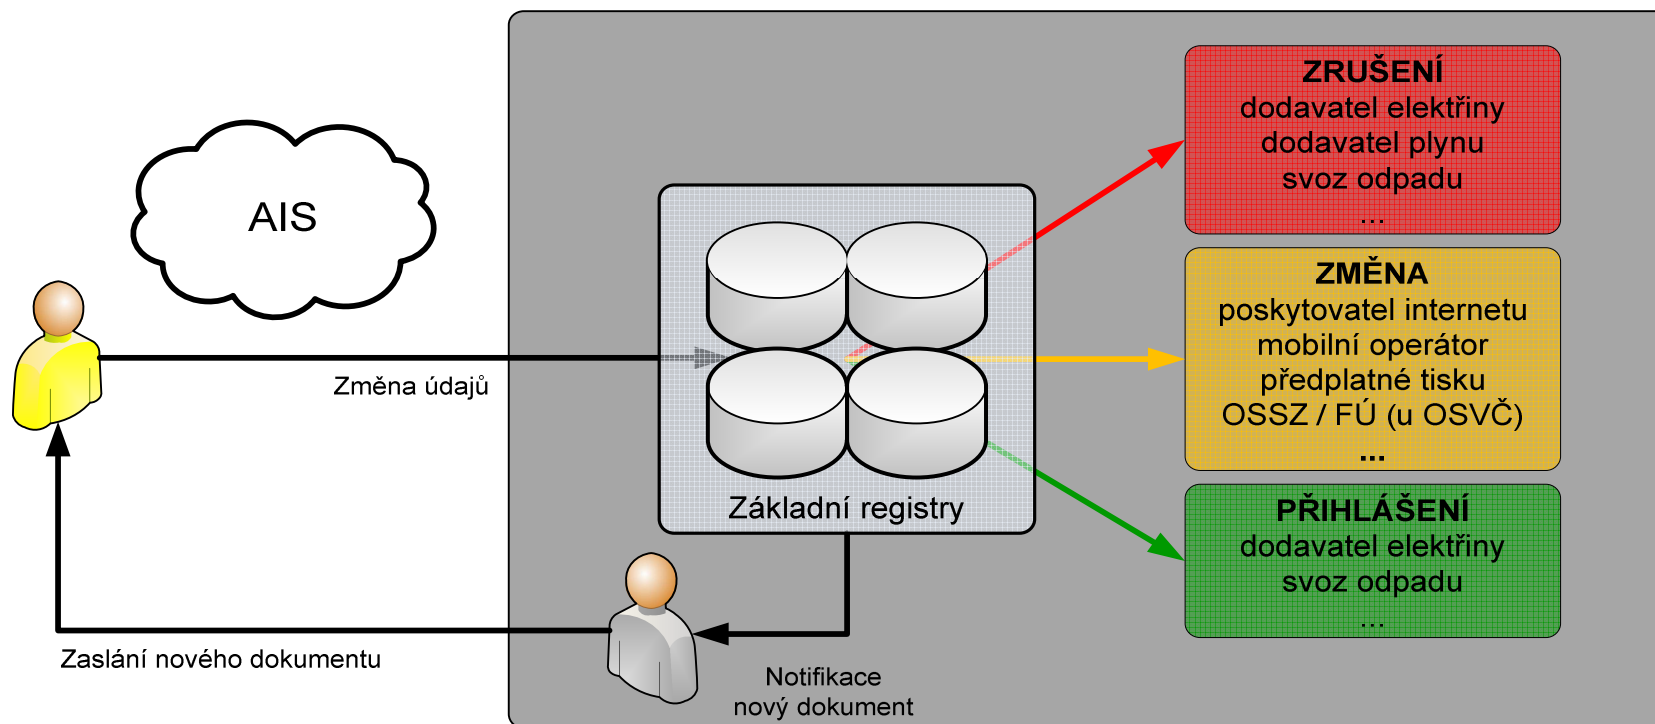 AIS
Změna údajů
Zaslání nového dokumentu
Základní registry
Notifikace
nový dokument
ZRUŠENÍ
dodavatel elektřiny
dodavatel plynu
svoz odpadu
...
ZMĚNA
poskytovatel internetu
mobilní operátor
předplatné tisku
OSSZ / FÚ (u OSVČ)
...
PŘIHLÁŠENÍ
dodavatel elektřiny
svoz odpadu
...